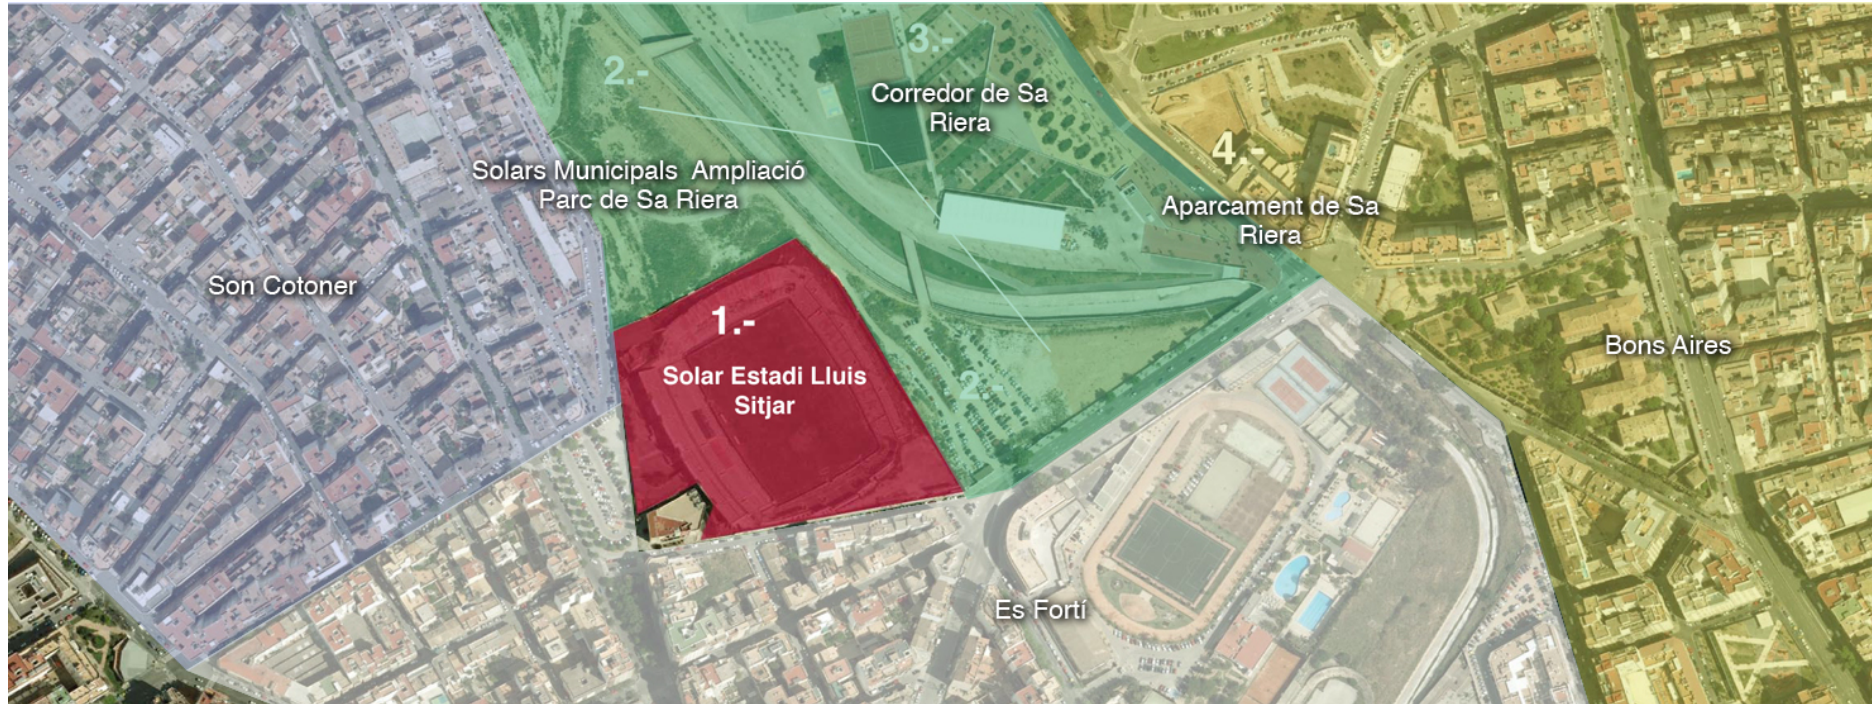 3.-
2.-
Corredor de Sa
Riera
4.-
Solars Municipals Ampliació
Parc de Sa Riera
Aparcament de Sa
Riera
Son Cotoner
1.-
Bons Aires
Solar Estadi Lluis
Sitjar
2.-
Es Fortí